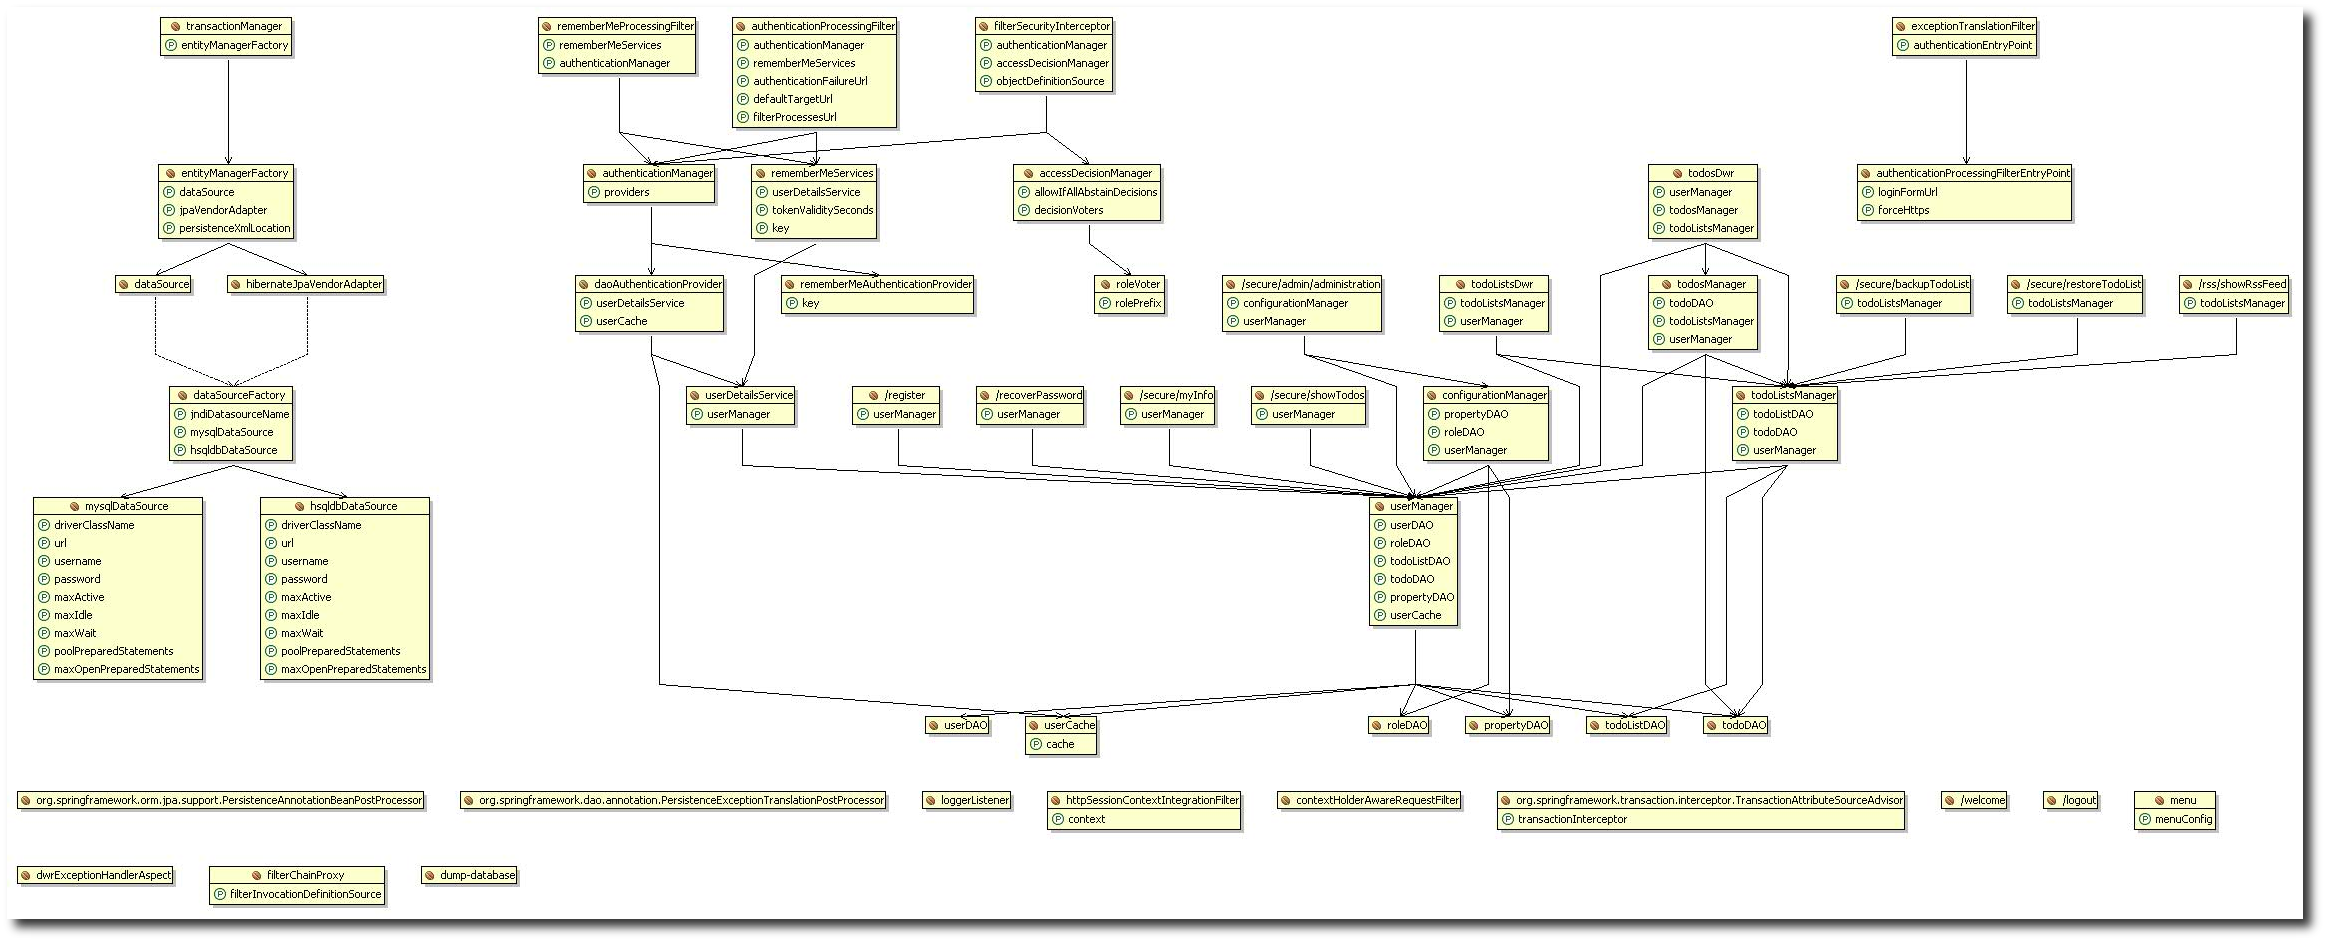 transactionManager
entityManagerFactory
rememberMeProcessingFilter
rememberMeServices
authenticationManager
authenticationProcessingFilter
authenticationManager
rememberMeServices
authenticationFailureUrl
defaultTargetUrl
filterProcessesUrl
filterSecurityInterceptor
authenticationManager
accessDecisionManager
objectDefinitionSource
exceptionTranslationFilter
authenticationEntryPoint
entityManagerFactory
dataSource
jpaVendorAdapter
persistenceXmlLocation
authenticationManager
providers
rememberMeServices
userDetailsService
tokenValiditySeconds
key
accessDecisionManager
allowIfAllAbstainDecisions
decisionVoters
todosDwr
userManager
todosManager
todoListsManager
authenticationProcessingFilterEntryPoint
loginFormUrl
forceHttps
dataSource
hibernateJpaVendorAdapter
daoAuthenticationProvider
userDetailsService
userCache
rememberMeAuthenticationProvider
key
roleVoter
rolePrefix
/secure/admin/administration
configurationManager
userManager
todoListsDwr
todoListsManager
userManager
todosManager
todoDAO
todoListsManager
userManager
/secure/backupTodoList
todoListsManager
/secure/restoreTodoList
todoListsManager
/rss/showRssFeed
todoListsManager
dataSourceFactory
jndiDatasourceName
mysqlDataSource
hsqldbDataSource
userDetailsService
userManager
/register
userManager
/recoverPassword
userManager
/secure/myInfo
userManager
/secure/showTodos
userManager
configurationManager
propertyDAO
roleDAO
userManager
todoListsManager
todoListDAO
todoDAO
userManager
mysqlDataSource
driverClassName
url
username
password
maxActive
maxIdle
maxWait
poolPreparedStatements
maxOpenPreparedStatements
hsqldbDataSource
driverClassName
url
username
password
maxActive
maxIdle
maxWait
poolPreparedStatements
maxOpenPreparedStatements
userManager
userDAO
roleDAO
todoListDAO
todoDAO
propertyDAO
userCache
userDAO
userCache
cache
roleDAO
propertyDAO
todoListDAO
todoDAO
org.springframework.orm.jpa.support.PersistenceAnnotationBeanPostProcessor
org.springframework.dao.annotation.PersistenceExceptionTranslationPostProcessor
loggerListener
httpSessionContextIntegrationFilter
context
contextHolderAwareRequestFilter
org.springframework.transaction.interceptor.TransactionAttributeSourceAdvisor
transactionInterceptor
/welcome
/logout
menu
menuConfig
dwrExceptionHandlerAspect
filterChainProxy
filterInvocationDefinitionSource
dump-database